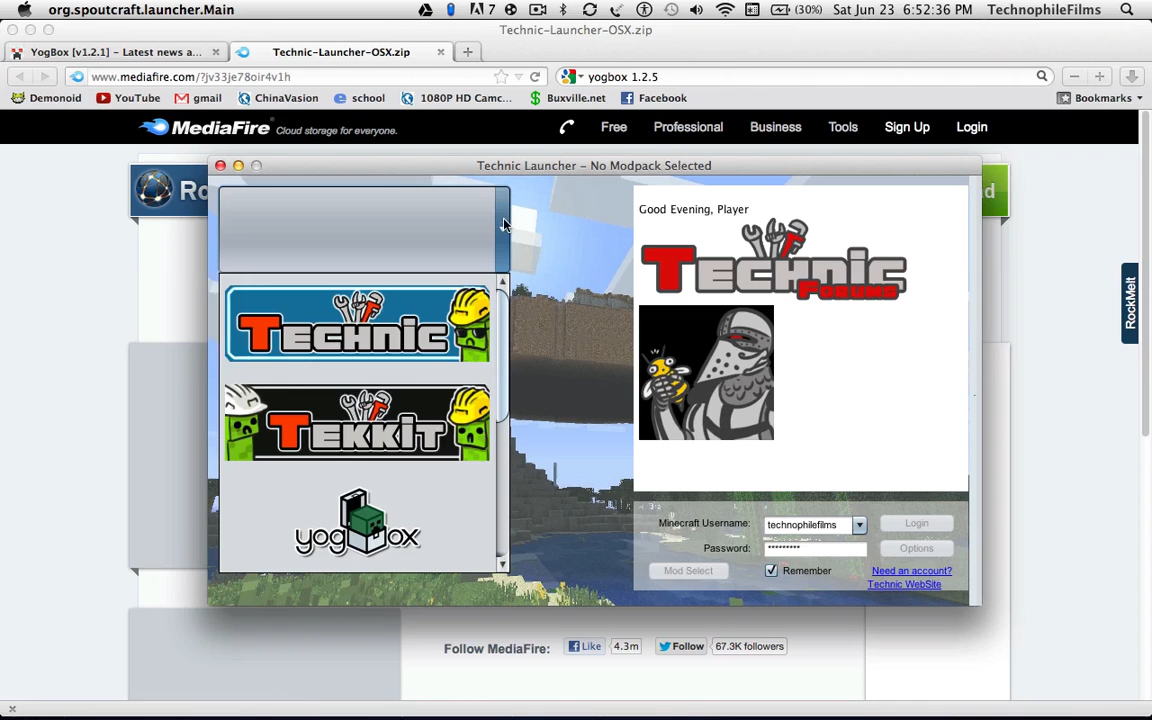 org.spoutcraft.launcher.Main 7 (30%) Sat Jun 23 6:52:36 PM TechnophileFilms
Technic-Launcher-OSX.zip
YogBox [v1.2.1] – Latest news a... Technic-Launcher-OSX.zip
www.mediafire.com/?jv33je78oir4v1h yogbox 1.2.5
Demonoid YouTube gmail ChinaVasion school 1080P HD Camc... Buxville.net Facebook Bookmarks
MediaFire Cloud storage for everyone. Free Professional Business Tools Sign Up Login
Technic Launcher – No Modpack Selected
Ro d
Good Evening, Player
TECHNIC
FORUMS
RockMelt
TECHNIC
TEKKIT
yogbox
Minecraft Username: technophilefilms Login
Password: ********* Options
Mod Select Remember Need an account?
Technic WebSite
Follow MediaFire: Like 4.3m Follow 67.3K followers